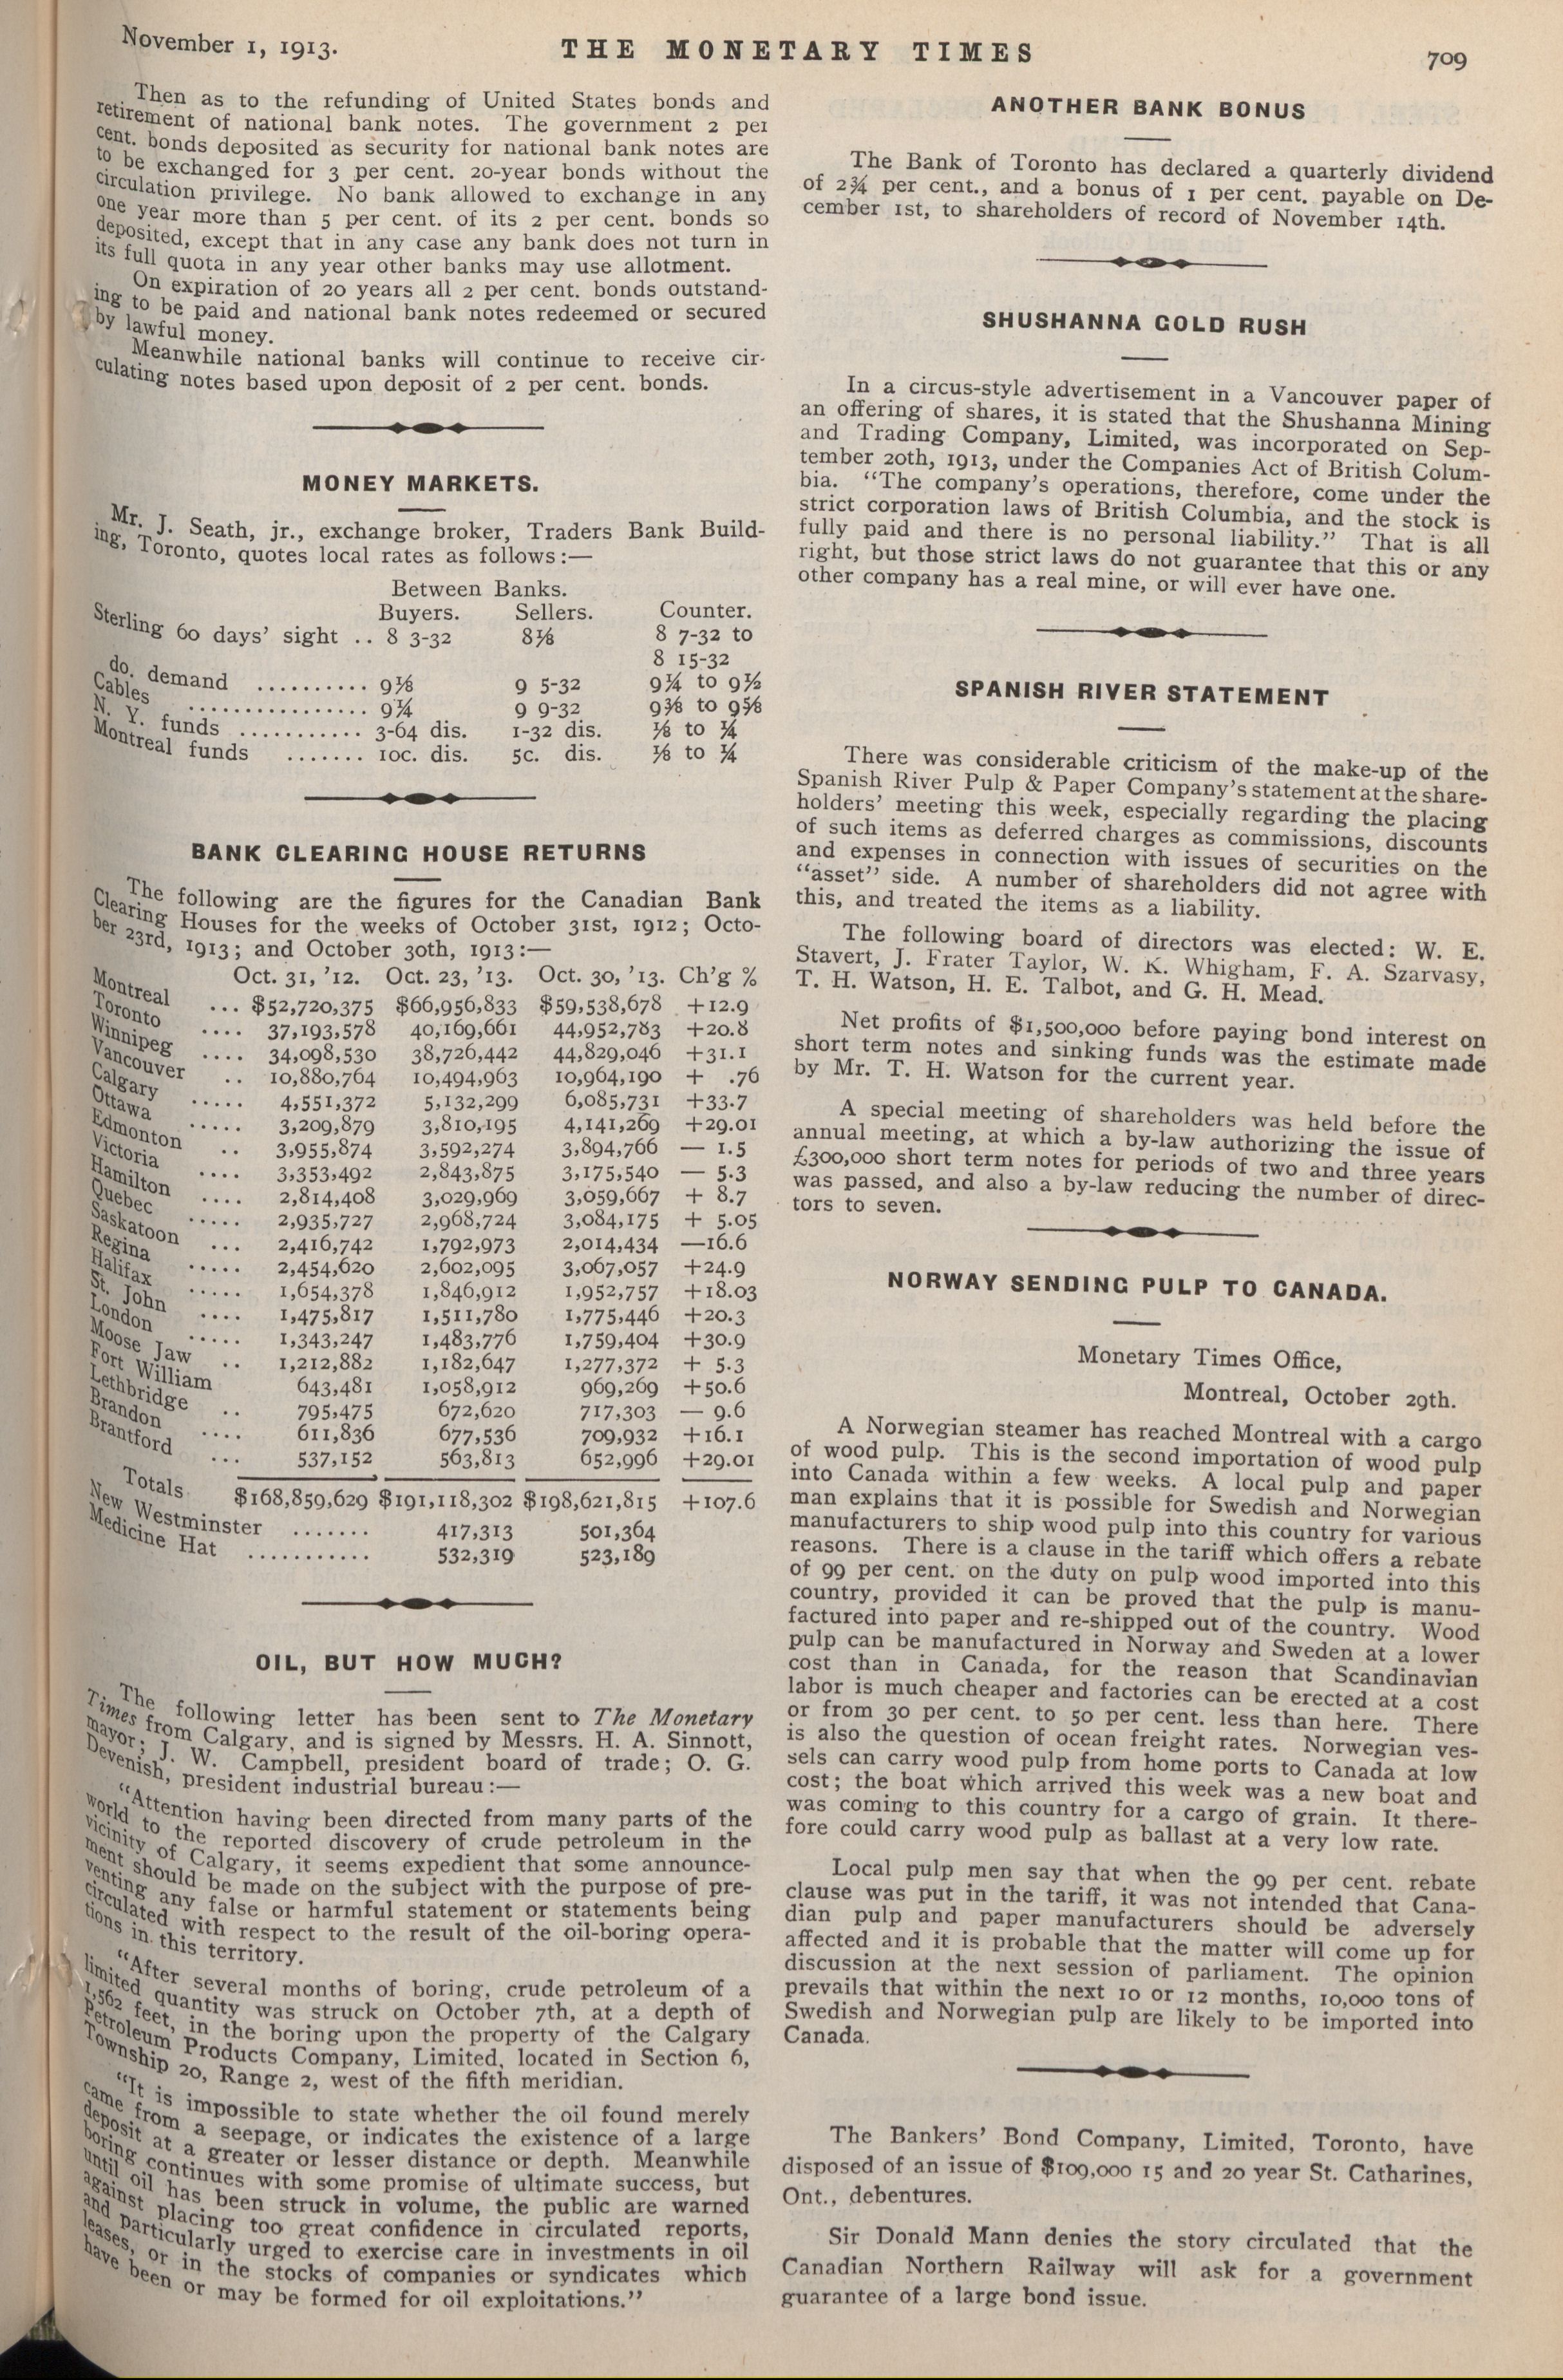 November 1, 1913.
THE MONETARY TIMES
709
Then as to the refunding of United States bonds and
retirement of national bank notes. The government 2 per
cent. bonds deposited as security for national bank notes are
to be exchanged for 3 per cent. 20-year bonds without the
circulation privilege. No bank allowed to exchange in any
one year more than 5 per cent. of its 2 per cent. bonds so
deposited, except that in any case any bank does not turn in
its full quota in any year other banks may use allotment.
On expiration of 20 years all 2 per cent. bonds outstand-
ing to be paid and national bank notes redeemed or secured
by lawful money.
Meanwhile national banks will continue to receive cir-
culating notes based upon deposit of 2 per cent. bonds.
MONEY MARKETS.
Mr. J. Seath, jr., exchange broker, Traders Bank Build-
ing, Toronto, quotes local rates as follows:—
Between Banks.
Buyers. Sellers. Counter.
Sterling 60 days' sight .. 8 3-32 8⅛ 8 7-32 to
8 15-32
do. demand .......... 9⅛ 9 5-32 9¼ to 9½
Cables ................ 9¼ 9 9-32 9⅜ to 9⅝
N. Y. funds ........... 3-64 dis. 1-32 dis. ⅛ to ¼
Montreal funds ....... 10c. dis. 5c. dis. ⅛ to ¼
BANK CLEARING HOUSE RETURNS
The following are the figures for the Canadian Bank
Clearing Houses for the weeks of October 31st, 1912; Octo-
ber 23rd, 1913; and October 30th, 1913:—
Oct. 31, '12. Oct. 23, '13. Oct. 30, '13. Ch'g %
Montreal ... $52,720,375 $66,956,833 $59,538,678 +12.9
Toronto .... 37,193,578 40,169,661 44,952,783 +20.8
Winnipeg .... 34,098,530 38,726,442 44,829,046 +31.1
Vancouver .. 10,880,764 10,494,963 10,964,190 + .76
Calgary ..... 4,551,372 5,132,299 6,085,731 +33.7
Ottawa ..... 3,209,879 3,810,195 4,141,269 +29.01
Edmonton .. 3,955,874 3,592,274 3,894,766 — 1.5
Victoria .... 3,353,492 2,843,875 3,175,540 — 5.3
Hamilton .... 2,814,408 3,029,969 3,059,667 + 8.7
Quebec ..... 2,935,727 2,968,724 3,084,175 + 5.05
Saskatoon ... 2,416,742 1,792,973 2,014,434 —16.6
Regina ..... 2,454,620 2,602,095 3,067,057 +24.9
Halifax ..... 1,654,378 1,846,912 1,952,757 +18.03
St. John .... 1,475,817 1,511,780 1,775,446 +20.3
London ..... 1,343,247 1,483,776 1,759,404 +30.9
Moose Jaw .. 1,212,882 1,182,647 1,277,372 + 5.3
Fort William 643,481 1,058,912 969,269 +50.6
Lethbridge .. 795,475 672,620 717,303 — 9.6
Brandon .... 611,836 677,536 709,932 +16.1
Brantford ... 537,152 563,813 652,996 +29.01
Totals $168,859,629 $191,118,302 $198,621,815 +107.6
New Westminster ....... 417,313 501,364
Medicine Hat ........... 532,319 523,189
OIL, BUT HOW MUCH?
The following letter has been sent to The Monetary
Times from Calgary, and is signed by Messrs. H. A. Sinnott,
mayor; J. W. Campbell, president board of trade; O. G.
Devenish, president industrial bureau:—
"Attention having been directed from many parts of the
world to the reported discovery of crude petroleum in the
vicinity of Calgary, it seems expedient that some announce-
ment should be made on the subject with the purpose of pre-
venting any false or harmful statement or statements being
circulated with respect to the result of the oil-boring opera-
tions in this territory.
"After several months of boring, crude petroleum of a
limited quantity was struck on October 7th, at a depth of
1,562 feet, in the boring upon the property of the Calgary
Petroleum Products Company, Limited, located in Section 6,
Township 20, Range 2, west of the fifth meridian.
"It is impossible to state whether the oil found merely
came from a seepage, or indicates the existence of a large
deposit at a greater or lesser distance or depth. Meanwhile
boring continues with some promise of ultimate success, but
until oil has been struck in volume, the public are warned
against placing too great confidence in circulated reports,
and particularly urged to exercise care in investments in oil
leases, or in the stocks of companies or syndicates which
have been or may be formed for oil exploitations."
ANOTHER BANK BONUS
The Bank of Toronto has declared a quarterly dividend
of 2¾ per cent., and a bonus of 1 per cent. payable on De-
cember 1st, to shareholders of record of November 14th.
SHUSHANNA GOLD RUSH
In a circus-style advertisement in a Vancouver paper of
an offering of shares, it is stated that the Shushanna Mining
and Trading Company, Limited, was incorporated on Sep-
tember 20th, 1913, under the Companies Act of British Colum-
bia. "The company's operations, therefore, come under the
strict corporation laws of British Columbia, and the stock is
fully paid and there is no personal liability." That is all
right, but those strict laws do not guarantee that this or any
other company has a real mine, or will ever have one.
SPANISH RIVER STATEMENT
There was considerable criticism of the make-up of the
Spanish River Pulp & Paper Company's statement at the share-
holders' meeting this week, especially regarding the placing
of such items as deferred charges as commissions, discounts
and expenses in connection with issues of securities on the
"asset" side. A number of shareholders did not agree with
this, and treated the items as a liability.
The following board of directors was elected: W. E.
Stavert, J. Frater Taylor, W. K. Whigham, F. A. Szarvasy,
T. H. Watson, H. E. Talbot, and G. H. Mead.
Net profits of $1,500,000 before paying bond interest on
short term notes and sinking funds was the estimate made
by Mr. T. H. Watson for the current year.
A special meeting of shareholders was held before the
annual meeting, at which a by-law authorizing the issue of
£300,000 short term notes for periods of two and three years
was passed, and also a by-law reducing the number of direc-
tors to seven.
NORWAY SENDING PULP TO CANADA.
Monetary Times Office,
Montreal, October 29th.
A Norwegian steamer has reached Montreal with a cargo
of wood pulp. This is the second importation of wood pulp
into Canada within a few weeks. A local pulp and paper
man explains that it is possible for Swedish and Norwegian
manufacturers to ship wood pulp into this country for various
reasons. There is a clause in the tariff which offers a rebate
of 99 per cent. on the duty on pulp wood imported into this
country, provided it can be proved that the pulp is manu-
factured into paper and re-shipped out of the country. Wood
pulp can be manufactured in Norway and Sweden at a lower
cost than in Canada, for the reason that Scandinavian
labor is much cheaper and factories can be erected at a cost
or from 30 per cent. to 50 per cent. less than here. There
is also the question of ocean freight rates. Norwegian ves-
sels can carry wood pulp from home ports to Canada at low
cost; the boat which arrived this week was a new boat and
was coming to this country for a cargo of grain. It there-
fore could carry wood pulp as ballast at a very low rate.
Local pulp men say that when the 99 per cent. rebate
clause was put in the tariff, it was not intended that Cana-
dian pulp and paper manufacturers should be adversely
affected and it is probable that the matter will come up for
discussion at the next session of parliament. The opinion
prevails that within the next 10 or 12 months, 10,000 tons of
Swedish and Norwegian pulp are likely to be imported into
Canada.
The Bankers' Bond Company, Limited, Toronto, have
disposed of an issue of $109,000 15 and 20 year St. Catharines,
Ont., debentures.
Sir Donald Mann denies the story circulated that the
Canadian Northern Railway will ask for a government
guarantee of a large bond issue.